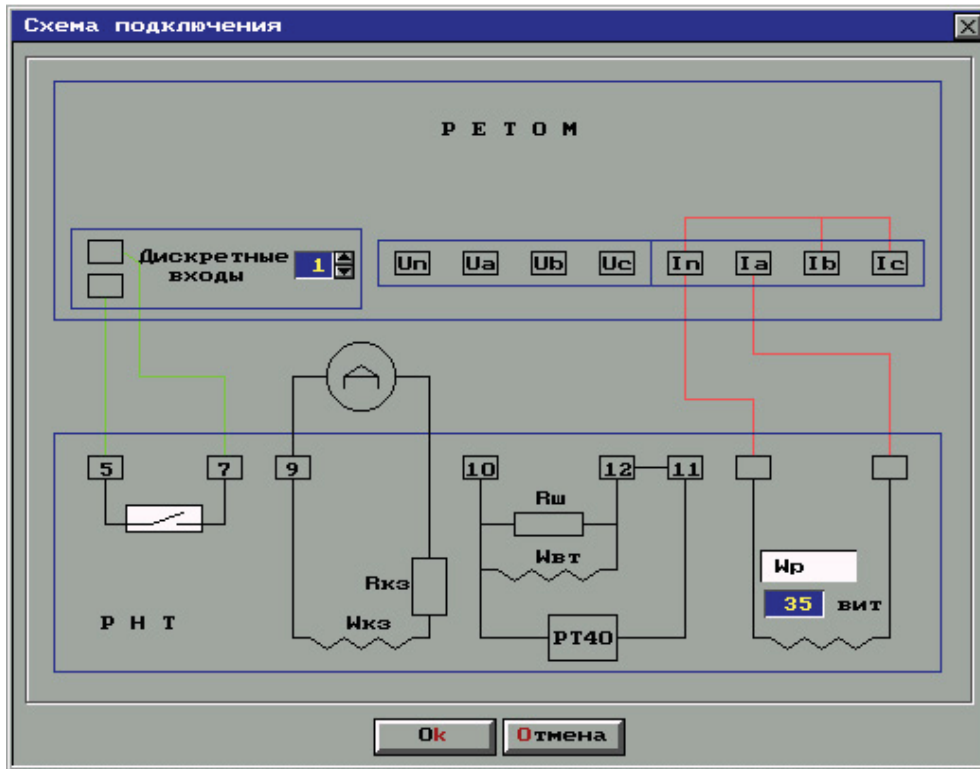 Схема подключения
Р Е Т О М
Дискретные входы
1
Un Ua Ub Uc In Ia Ib Ic
5 7 9 10 12 11
Rш
Wвт
Rкз
Wкз
РТ40
Wp
35 вит
Р Н Т
Ok Отмена